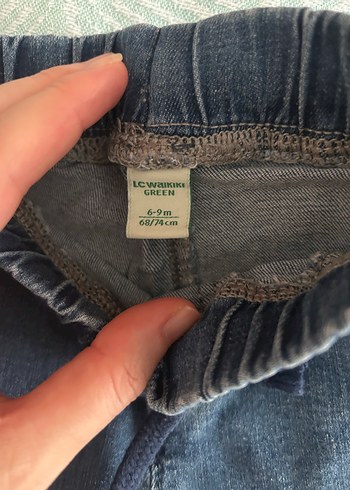 LC WAIKIKI
GREEN
6-9 m
68/74 cm